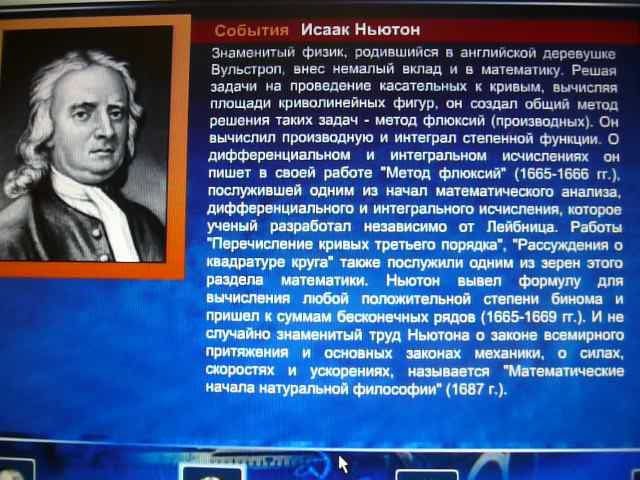 События Исаак Ньютон
Знаменитый физик, родившийся в английской деревушке
Вульстроп, внес немалый вклад и в математику. Решая
задачи на проведение касательных к кривым, вычисляя
площади криволинейных фигур, он создал общий метод
решения таких задач - метод флюксий (производных). Он
вычислил производную и интеграл степенной функции. О
дифференциальном и интегральном исчислениях он
пишет в своей работе "Метод флюксий" (1665-1666 гг.),
послужившей одним из начал математического анализа,
дифференциального и интегрального исчисления, которое
ученый разработал независимо от Лейбница. Работы
"Перечисление кривых третьего порядка", "Рассуждения о
квадратуре круга" также послужили одним из зерен этого
раздела математики. Ньютон вывел формулу для
вычисления любой положительной степени бинома и
пришел к суммам бесконечных рядов (1665-1669 гг.). И не
случайно знаменитый труд Ньютона о законе всемирного
притяжения и основных законах механики, о силах,
скоростях и ускорениях, называется "Математические
начала натуральной философии" (1687 г.).